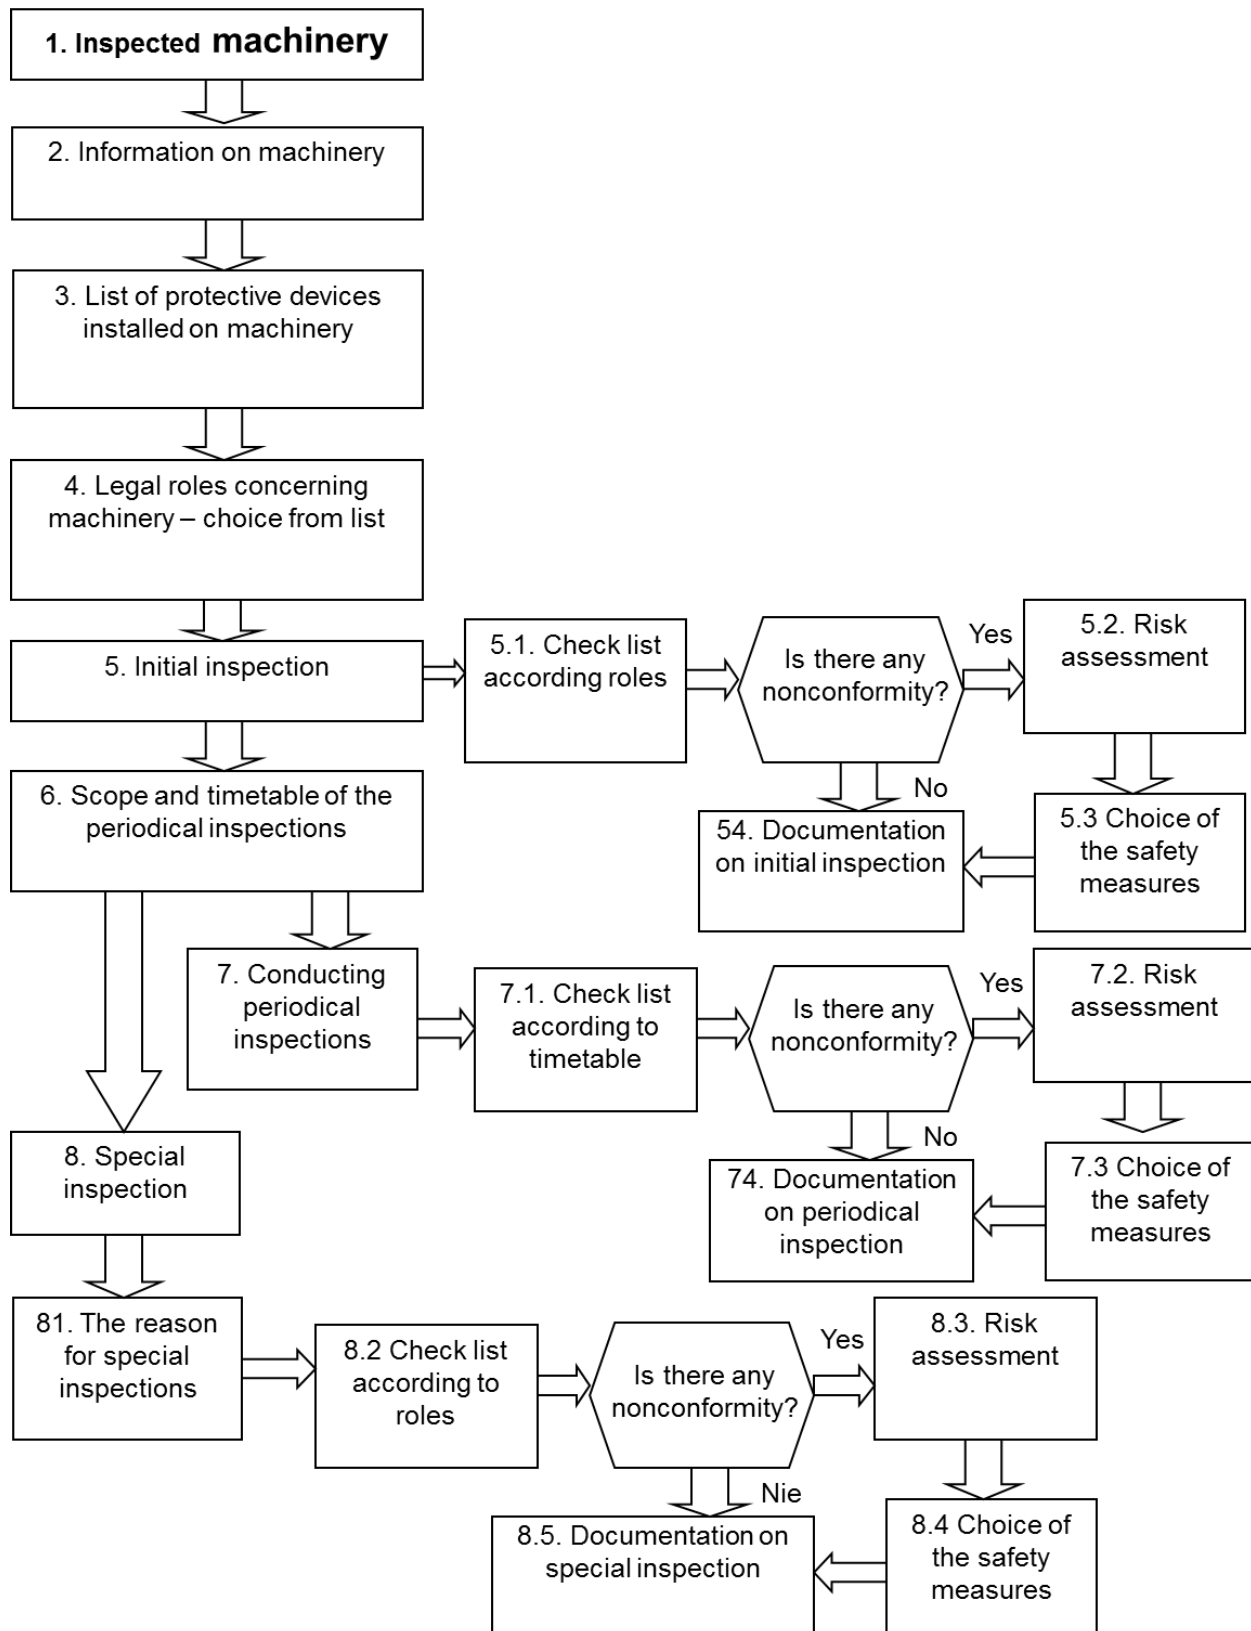 1. Inspected machinery
2. Information on machinery
3. List of protective devices
installed on machinery
4. Legal roles concerning
machinery – choice from list
5. Initial inspection
5.1. Check list
according roles
Is there any
nonconformity?
Yes
5.2. Risk
assessment
No
5.3 Choice of
the safety
measures
54. Documentation
on initial inspection
6. Scope and timetable of the
periodical inspections
7. Conducting
periodical
inspections
7.1. Check list
according to
timetable
Is there any
nonconformity?
Yes
7.2. Risk
assessment
No
7.3 Choice of
the safety
measures
74. Documentation
on periodical
inspection
8. Special
inspection
81. The reason
for special
inspections
8.2 Check list
according to
roles
Is there any
nonconformity?
Yes
8.3. Risk
assessment
Nie
8.4 Choice of
the safety
measures
8.5. Documentation on
special inspection